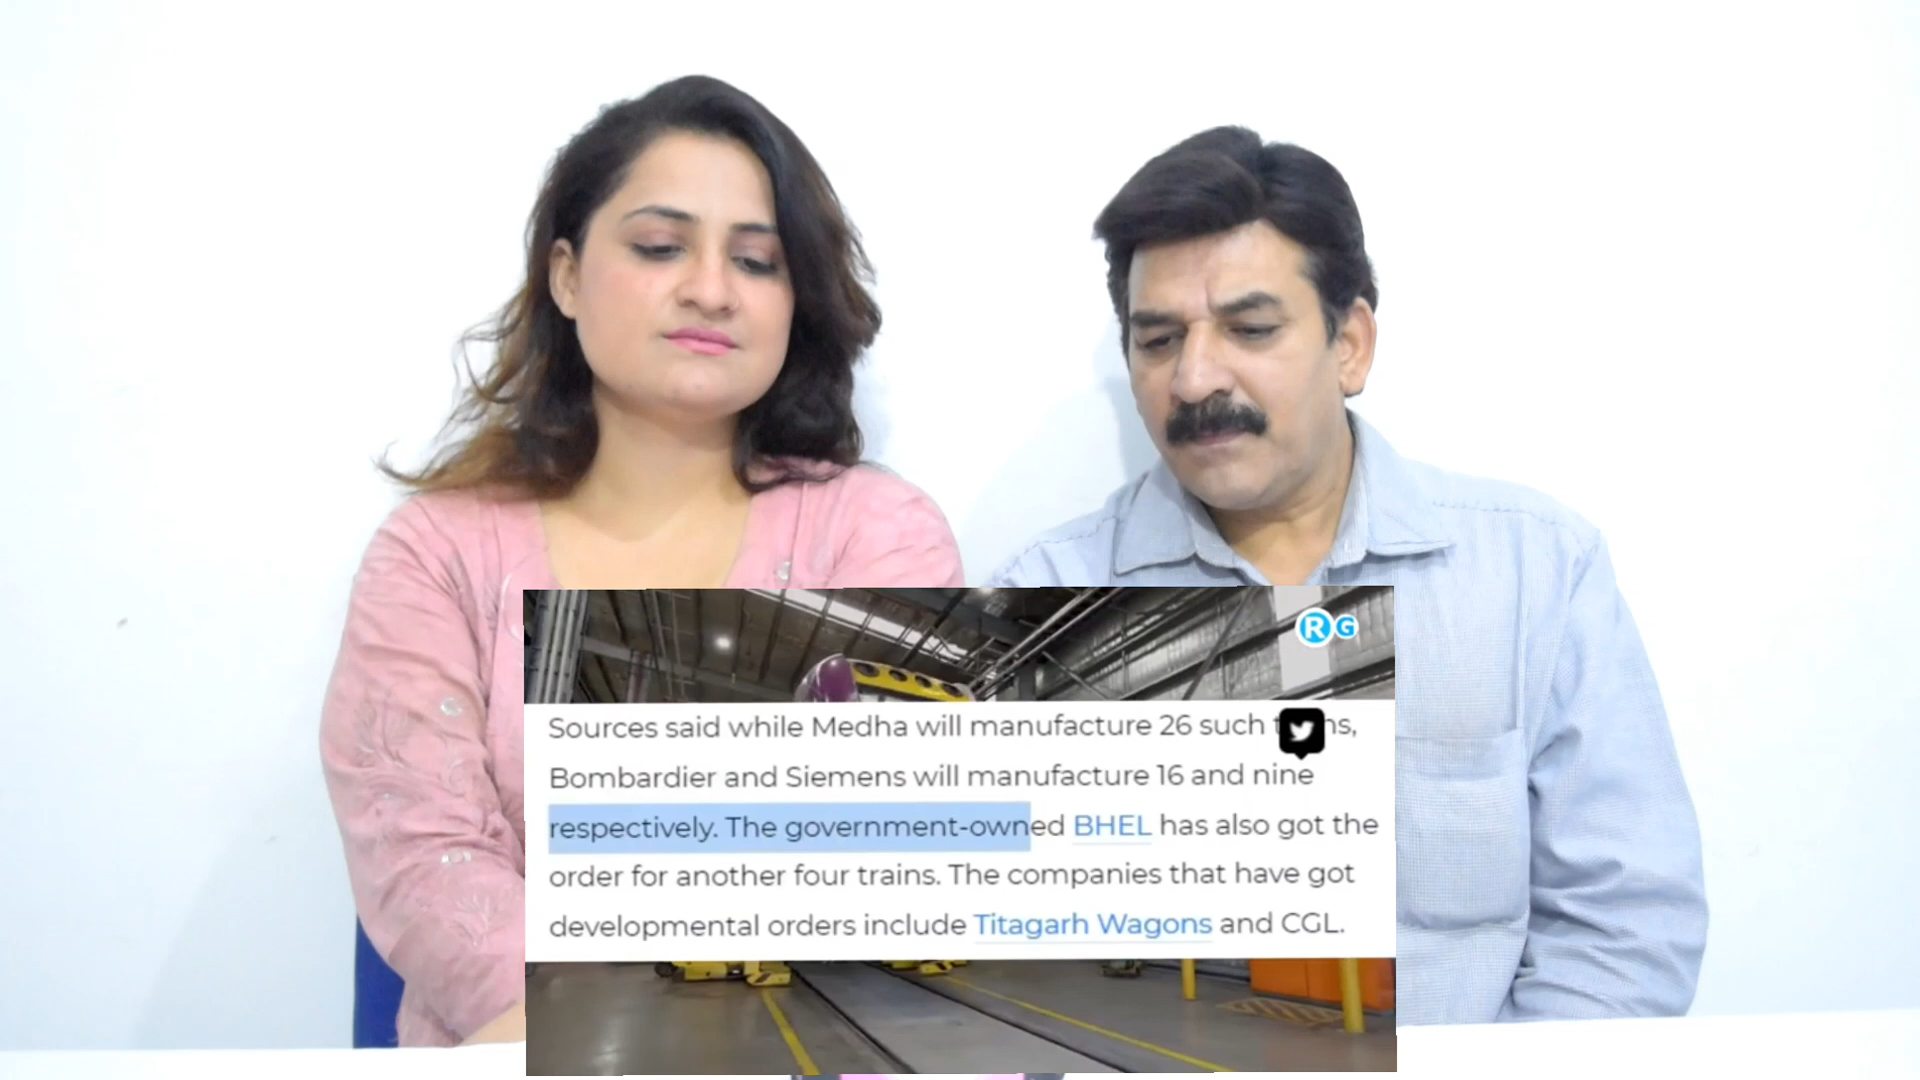 R G
Sources said while Medha will manufacture 26 such
Bombardier and Siemens will manufacture 16 and nine
respectively. The government-owned BHEL has also got the
order for another four trains. The companies that have got
developmental orders include Titagarh Wagons and CGL.